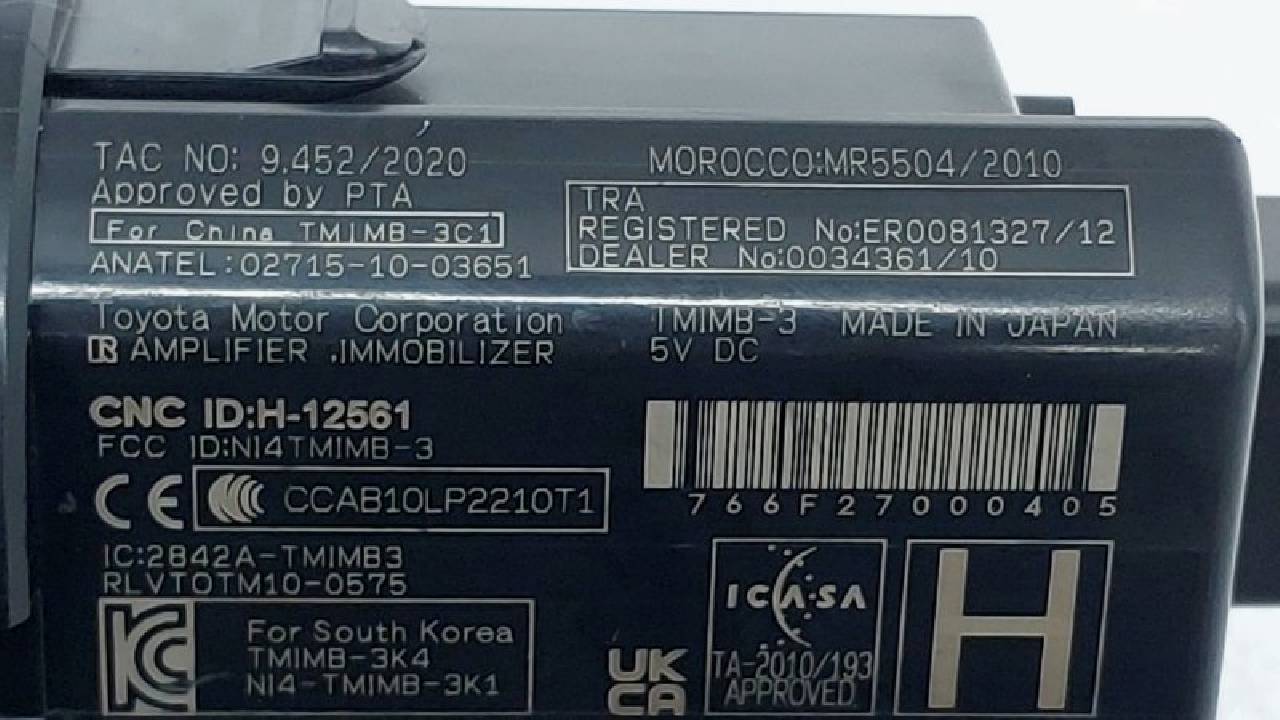 TAC NO: 9.452/2020
Approved by PTA
For China TMIMB-3C1
ANATEL:02715-10-03651
MOROCCO:MR5504/2010
TRA
REGISTERED No:ER0081327/12
DEALER No:0034361/10
Toyota Motor Corporation
AMPLIFIER .IMMOBILIZER
TMIMB-3 MADE IN JAPAN
5V DC
CNC ID:H-12561
FCC ID:NI4TMIMB-3
CE CCAB10LP2210T1
766F27000405
IC:2842A-TMIMB3
RLVTOTM10-0575
KC
For South Korea
TMIMB-3K4
NI4-TMIMB-3K1
UK
CA
ICASA
TA-2010/193
APPROVED
H